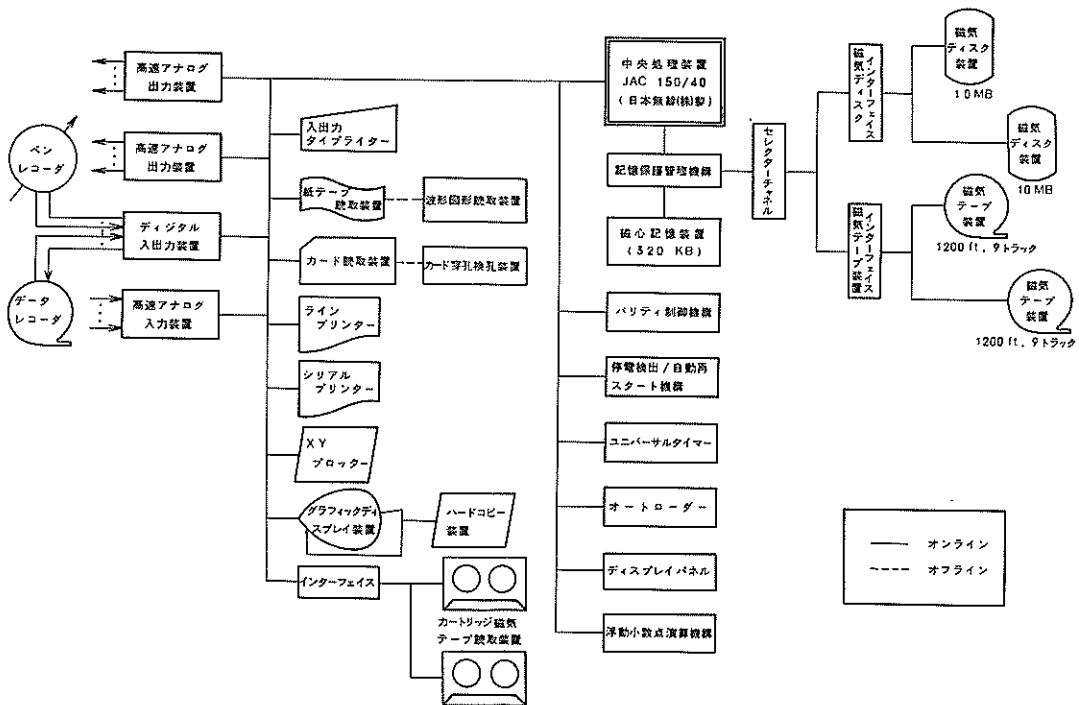 高速アナログ
出力装置
ペン
レコーダ
高速アナログ
出力装置
ディジタル
入出力装置
データ
レコーダ
高速アナログ
入力装置
入出力
タイプライター
紙テープ
読取装置
波形図形読取装置
カード読取装置
カード穿孔検孔装置
ライン
プリンター
シリアル
プリンター
XY
プロッター
グラフィックディ
スプレイ装置
ハードコピー
装置
インターフェイス
カートリッジ磁気
テープ読取装置
中央処理装置
JAC 150/40
(日本無線(株)製)
記憶保護管理機構
磁心記憶装置
(320 KB)
パリティ制御機構
停電検出/自動再
スタート機構
ユニバーサルタイマー
オートローダー
ディスプレイパネル
浮動小数点演算機構
セレクターチャネル
磁気ディスク
インターフェイス
磁気
ディスク
装置
10MB
磁気
ディスク
装置
10MB
磁気テープ装置
インターフェイス
磁気
テープ
装置
1200 ft, 9トラック
磁気
テープ
装置
1200 ft, 9トラック
オンライン
オフライン